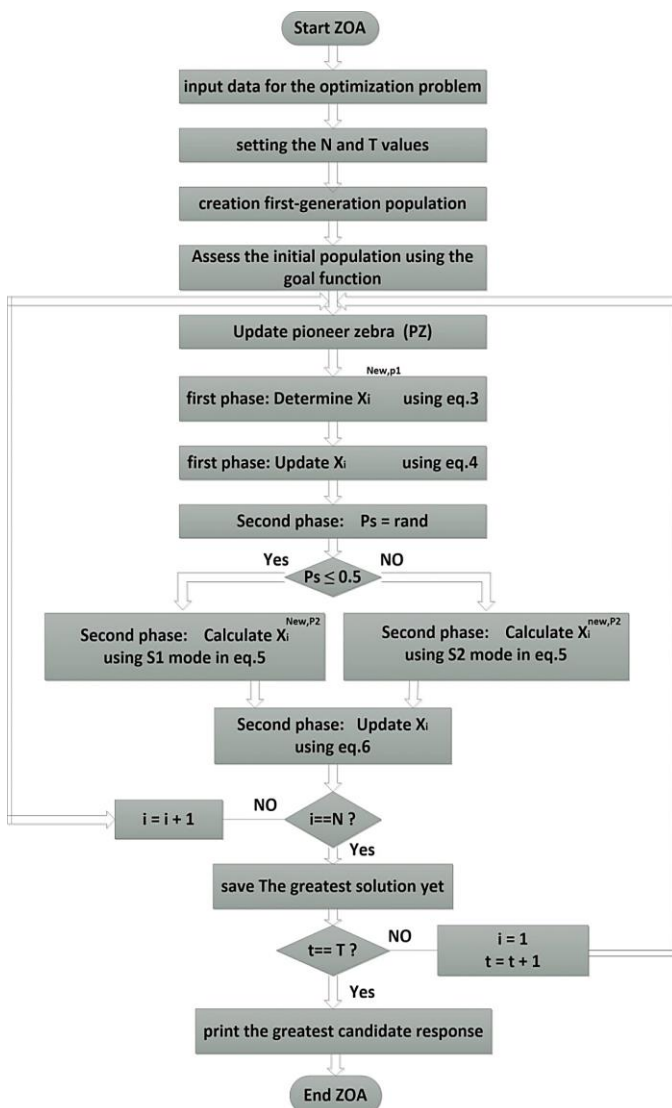 Start ZOA
input data for the optimization problem
setting the N and T values
creation first-generation population
Assess the initial population using the
goal function
Update pioneer zebra (PZ)
first phase: Determine Xi New,p1 using eq.3
first phase: Update Xi using eq.4
Second phase: Ps = rand
Yes
NO
Ps ≤ 0.5
Second phase: Calculate Xi New,P2
using S1 mode in eq.5
Second phase: Calculate Xi new,P2
using S2 mode in eq.5
Second phase: Update Xi
using eq.6
i = i + 1
NO
i==N ?
Yes
save The greatest solution yet
t== T ?
NO
i = 1
t = t + 1
Yes
print the greatest candidate response
End ZOA